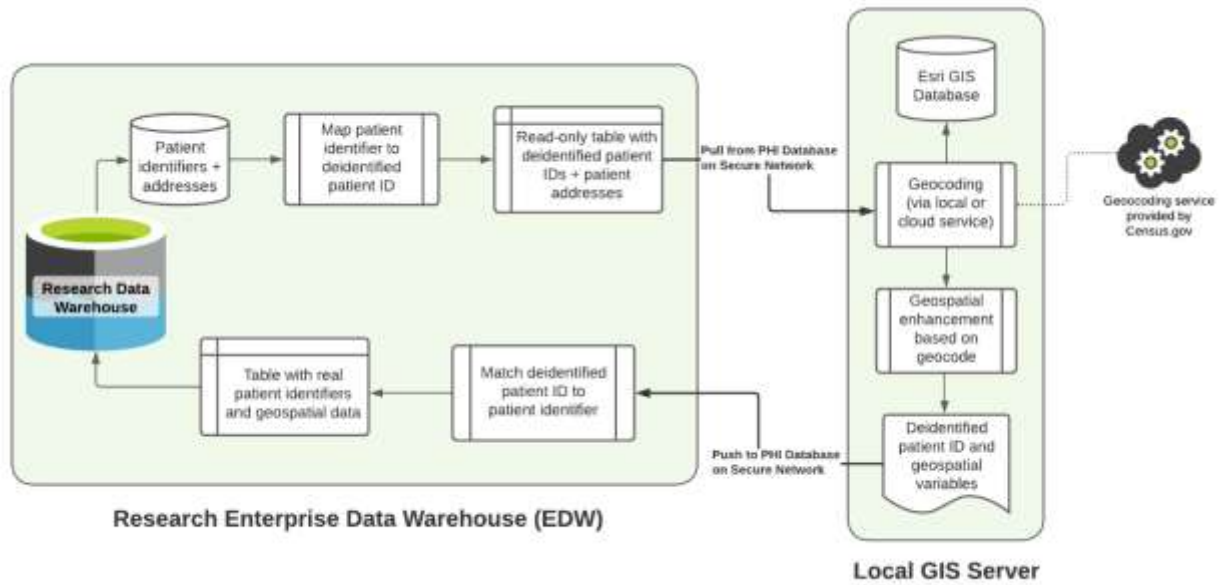 Esri GIS
Database
Patient
identifiers +
addresses
Map patient
identifier to
deidentified
patient ID
Read-only table with
deidentified patient
IDs + patient
addresses
Pull from PHI Database
on Secure Network
Geocoding
(via local or
cloud service)
Geocoding service
provided by
Census.gov
Research Data
Warehouse
Geospatial
enhancement
based on
geocode
Table with real
patient identifiers
and geospatial data
Match deidentified
patient ID to
patient identifier
Push to PHI Database
on Secure Network
Deidentified
patient ID and
geospatial
variables
Research Enterprise Data Warehouse (EDW)
Local GIS Server